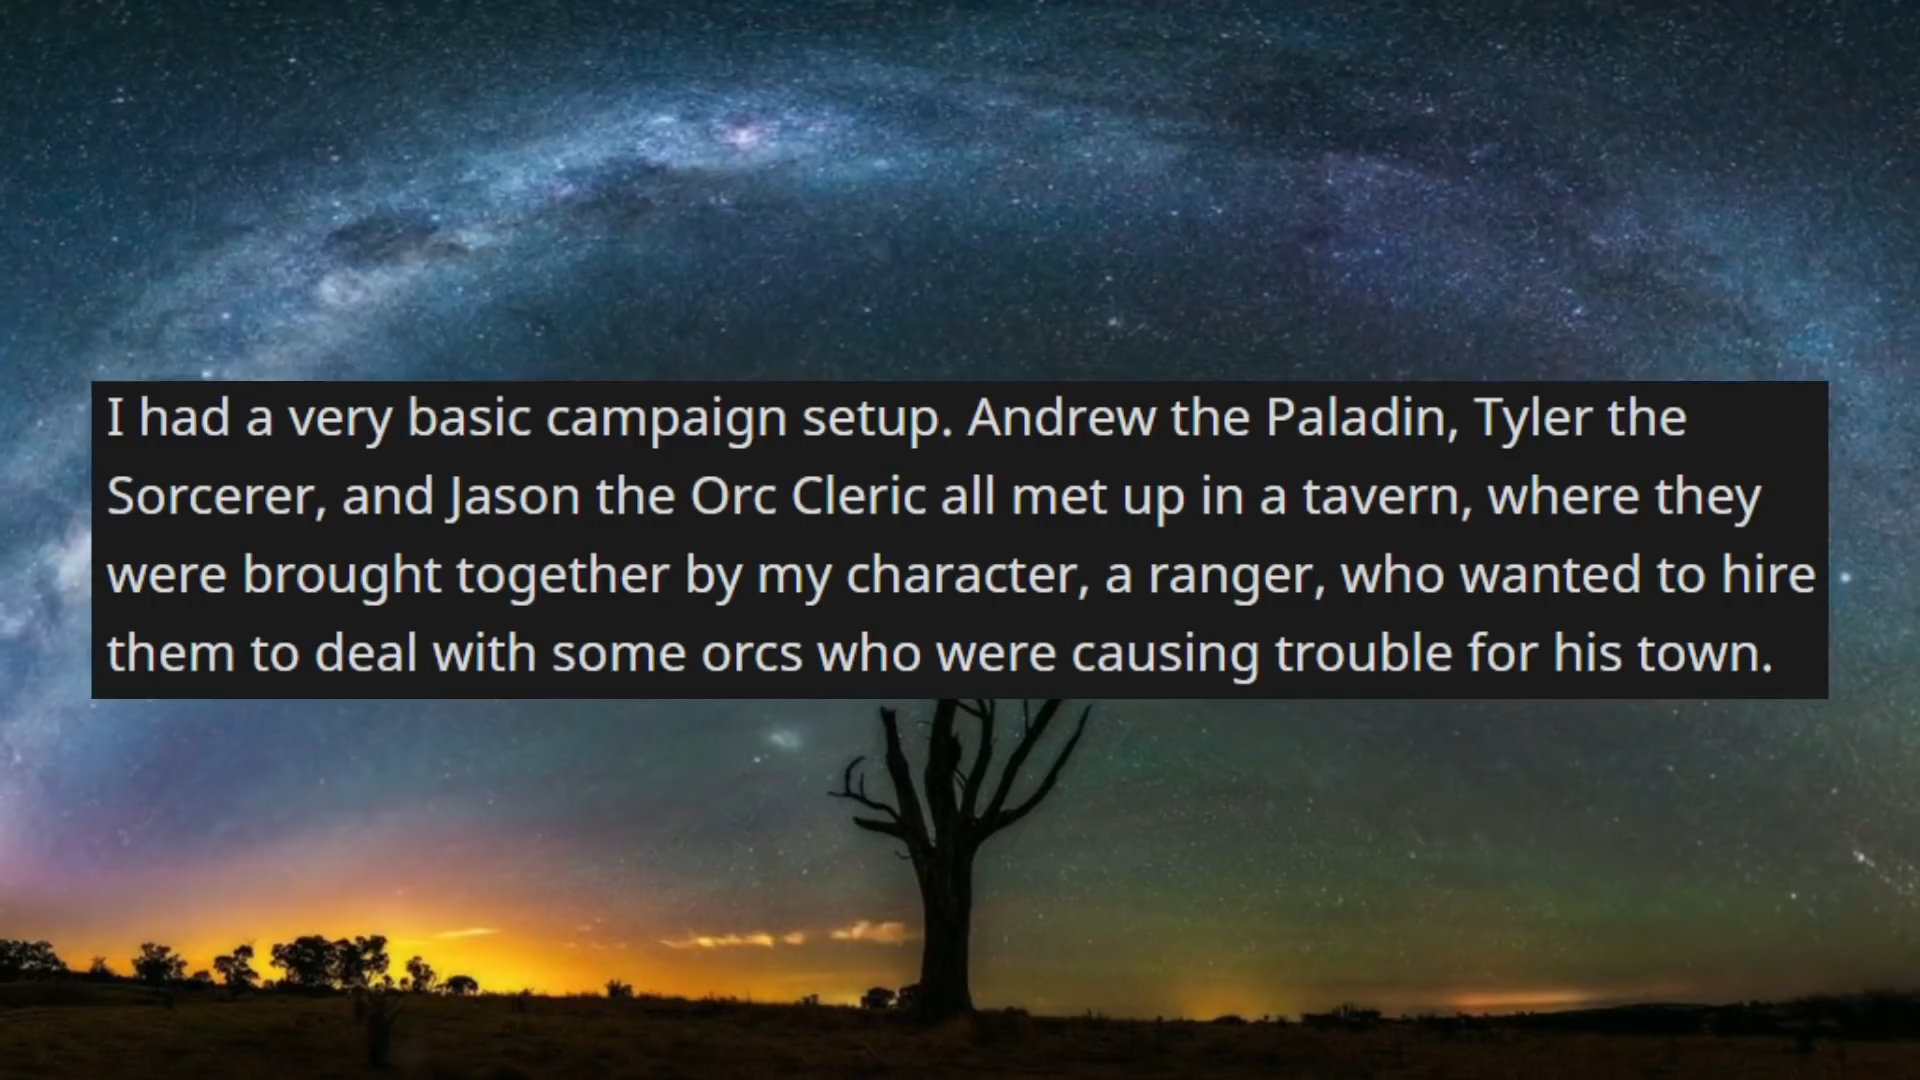 I had a very basic campaign setup. Andrew the Paladin, Tyler the
Sorcerer, and Jason the Orc Cleric all met up in a tavern, where they
were brought together by my character, a ranger, who wanted to hire
them to deal with some orcs who were causing trouble for his town.